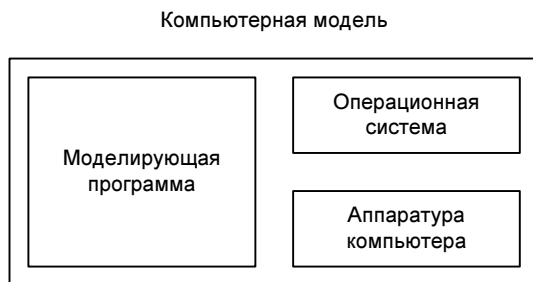 Компьютерная модель
Моделирующая
программа
Операционная
система
Аппаратура
компьютера